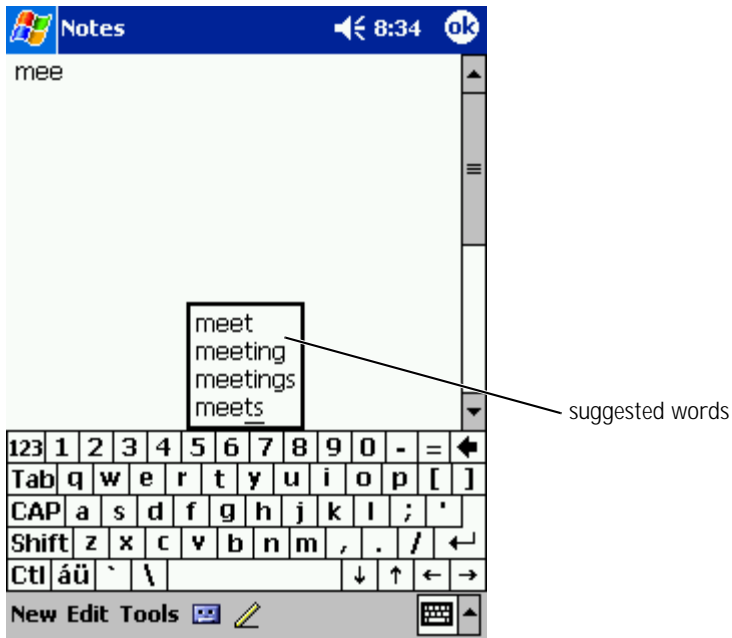 Notes 8:34 ok
mee
meet
meeting
meetings
meets
suggested words
123 1 2 3 4 5 6 7 8 9 0 - =
Tab q w e r t y u i o p [ ]
CAP a s d f g h j k l ; '
Shift z x c v b n m , . /
Ctl áü ` \ ↓ ↑ ← →
New Edit Tools